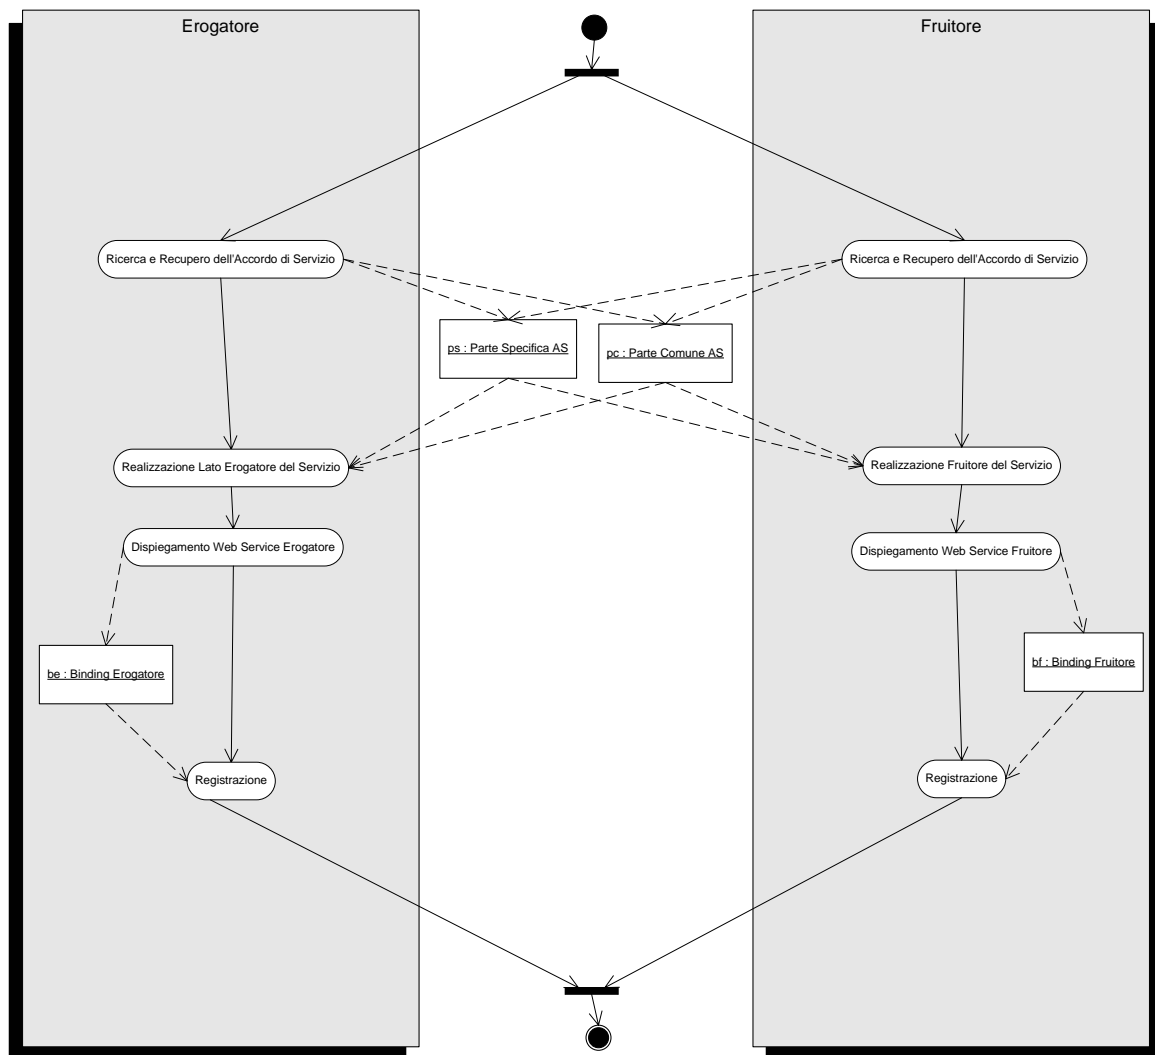 Erogatore
Fruitore
Ricerca e Recupero dell'Accordo di Servizio
Ricerca e Recupero dell'Accordo di Servizio
ps : Parte Specifica AS
pc : Parte Comune AS
Realizzazione Lato Erogatore del Servizio
Realizzazione Fruitore del Servizio
Dispiegamento Web Service Erogatore
Dispiegamento Web Service Fruitore
be : Binding Erogatore
bf : Binding Fruitore
Registrazione
Registrazione